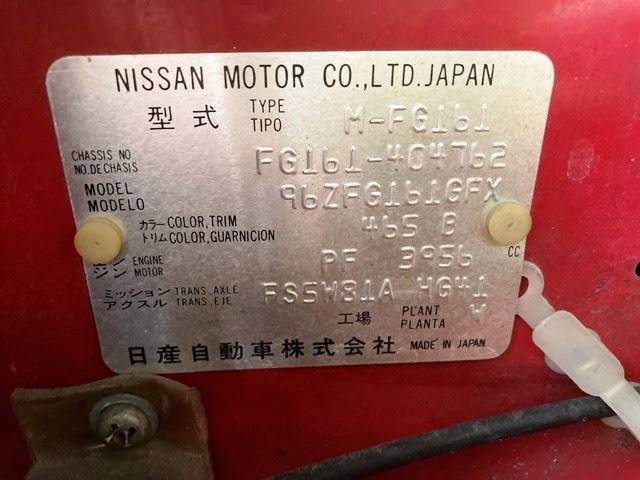 NISSAN MOTOR CO.,LTD.JAPAN
型式 TYPE TIPO M-FG161
CHASSIS NO NO.DE CHASIS FG161-404762
MODEL MODELO 96ZFG161GFX
カラー COLOR,TRIM トリム COLOR,GUARNICION 465 B
ジン ENGINE MOTOR PF 3956 CC
ミッション TRANS. AXLE アクスル TRANS. EJE FS5W81A HG41
工場 PLANT PLANTA W
日産自動車株式会社 MADE IN JAPAN